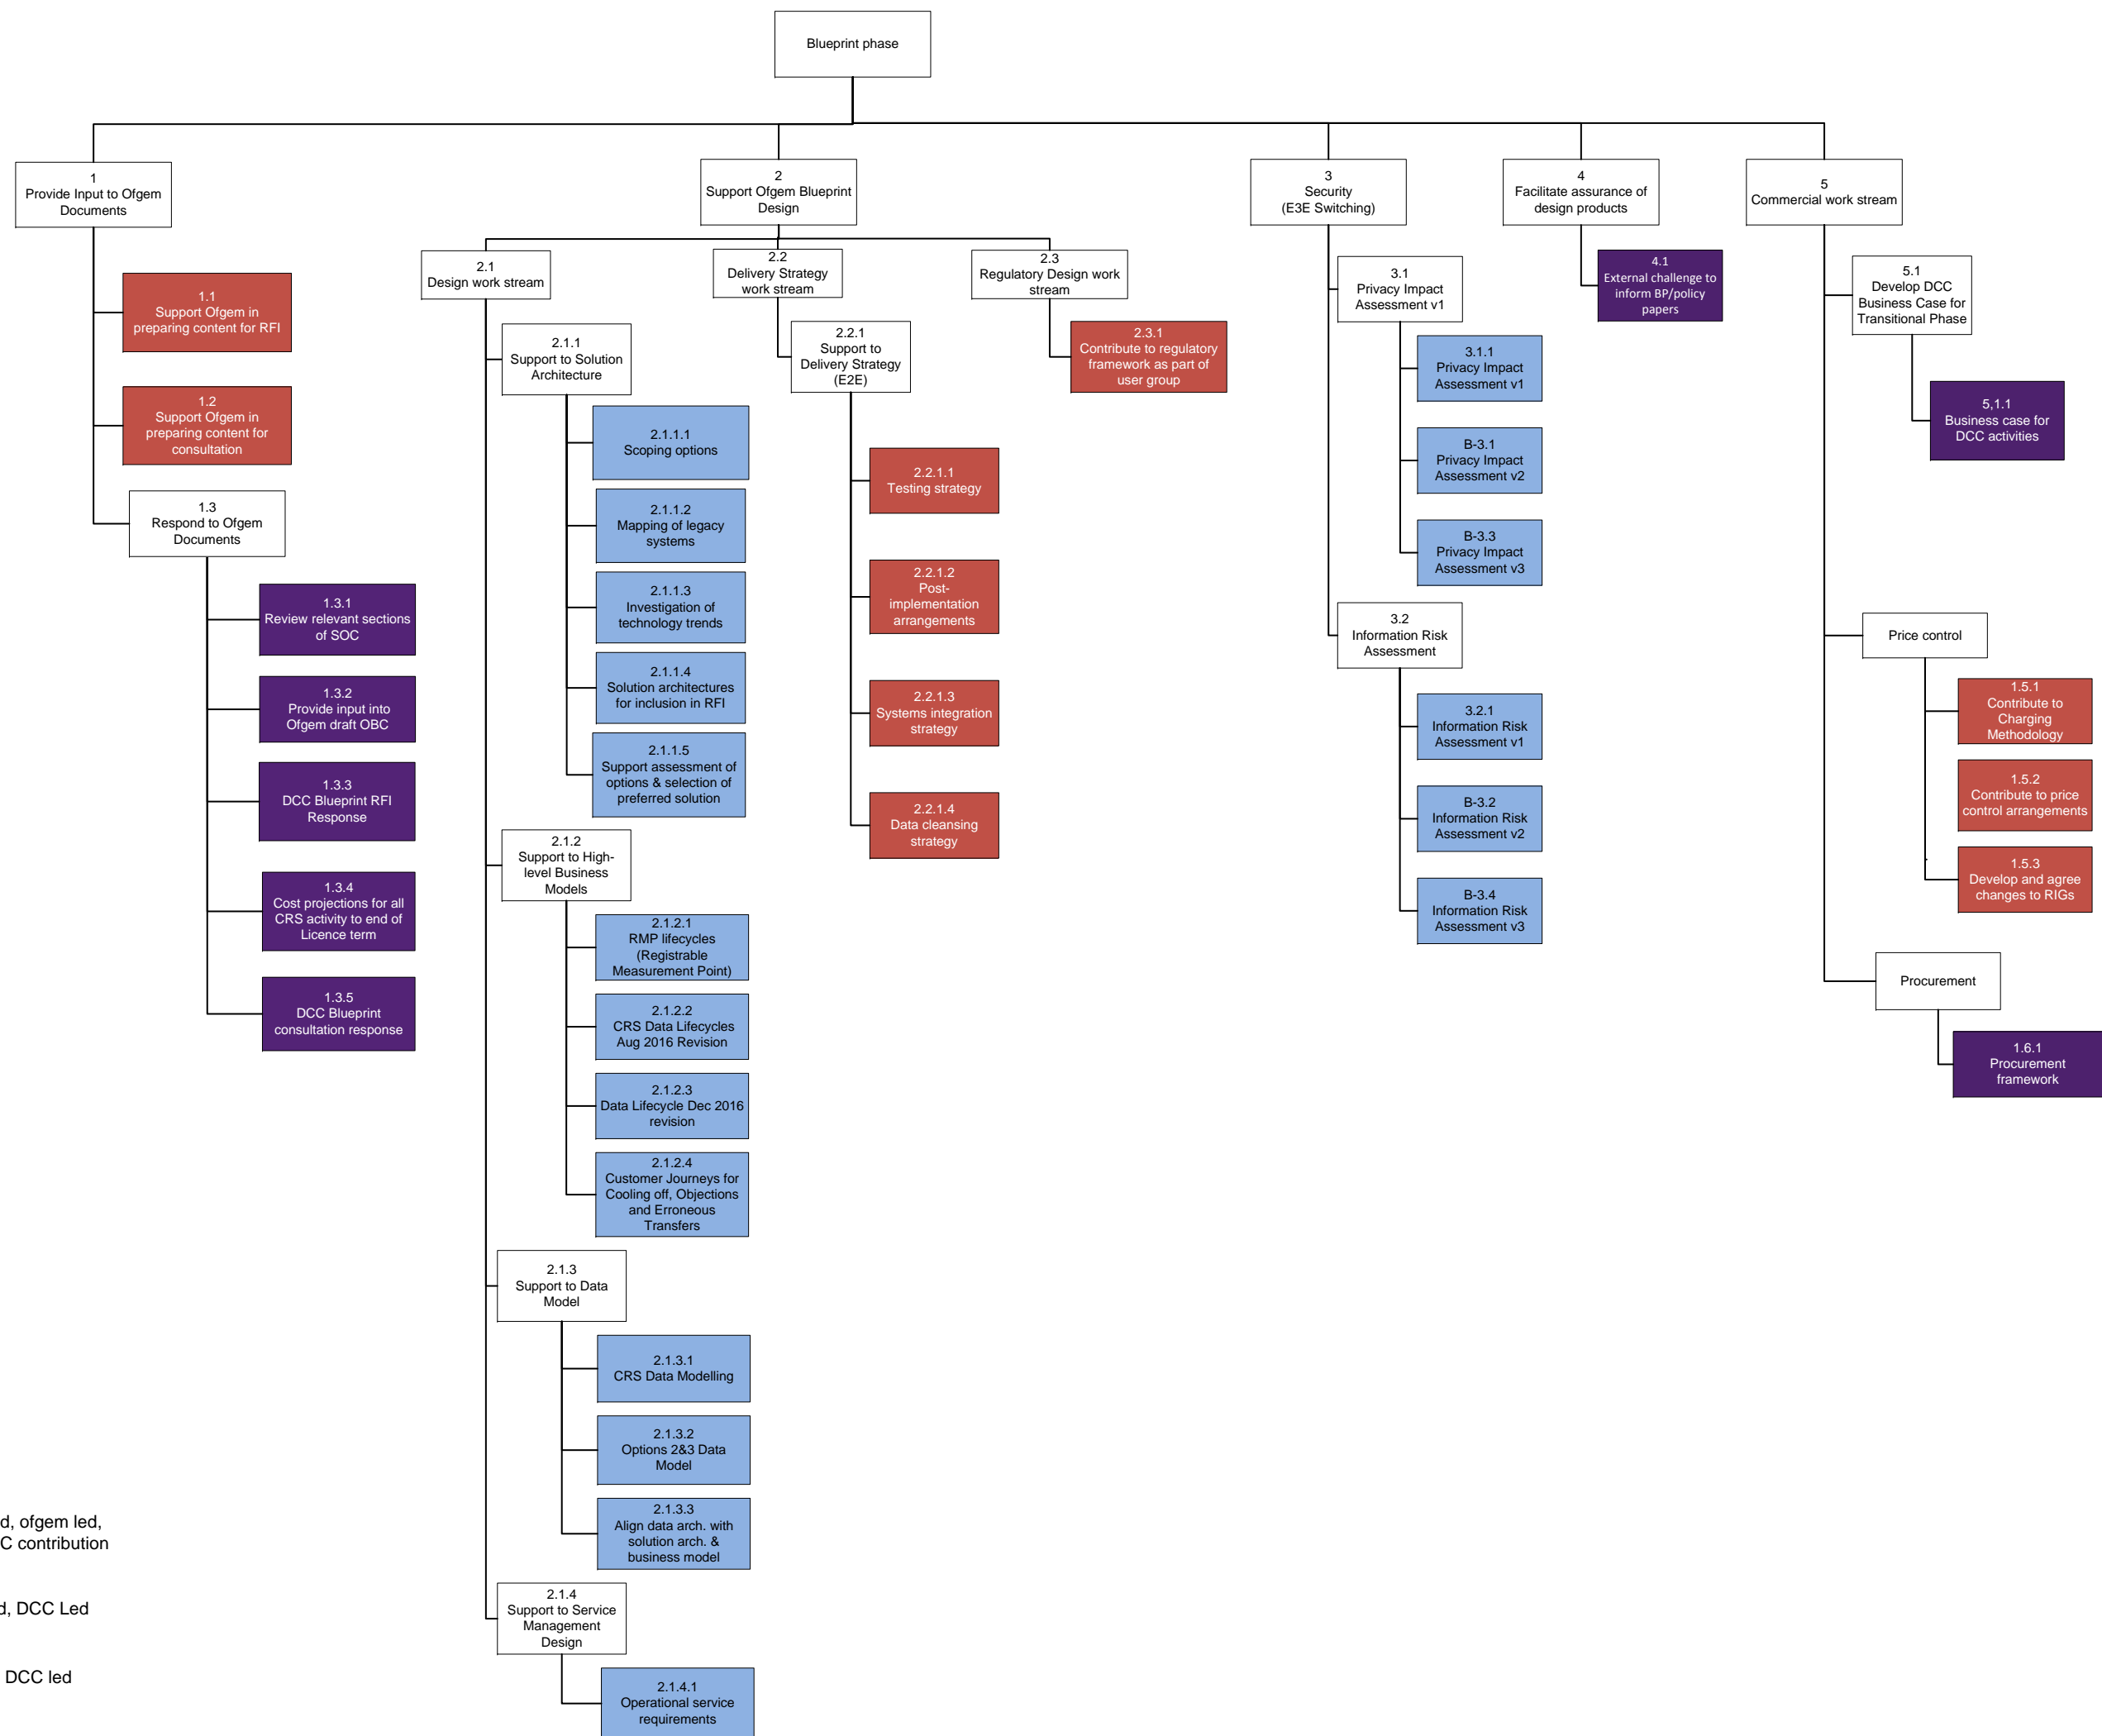 Blueprint phase
1
Provide Input to Ofgem
Documents
1.1
Support Ofgem in
preparing content for RFI
1.2
Support Ofgem in
preparing content for
consultation
1.3
Respond to Ofgem
Documents
1.3.1
Review relevant sections
of SOC
1.3.2
Provide input into
Ofgem draft OBC
1.3.3
DCC Blueprint RFI
Response
1.3.4
Cost projections for all
CRS activity to end of
Licence term
1.3.5
DCC Blueprint
consultation response
2
Support Ofgem Blueprint
Design
2.1
Design work stream
2.1.1
Support to Solution
Architecture
2.1.1.1
Scoping options
2.1.1.2
Mapping of legacy
systems
2.1.1.3
Investigation of
technology trends
2.1.1.4
Solution architectures
for inclusion in RFI
2.1.1.5
Support assessment of
options & selection of
preferred solution
2.1.2
Support to High-
level Business
Models
2.1.2.1
RMP lifecycles
(Registrable
Measurement Point)
2.1.2.2
CRS Data Lifecycles
Aug 2016 Revision
2.1.2.3
Data Lifecycle Dec 2016
revision
2.1.2.4
Customer Journeys for
Cooling off, Objections
and Erroneous
Transfers
2.1.3
Support to Data
Model
2.1.3.1
CRS Data Modelling
2.1.3.2
Options 2&3 Data
Model
2.1.3.3
Align data arch. with
solution arch. &
business model
2.1.4
Support to Service
Management
Design
2.1.4.1
Operational service
requirements
2.2
Delivery Strategy
work stream
2.2.1
Support to
Delivery Strategy
(E2E)
2.2.1.1
Testing strategy
2.2.1.2
Post-
implementation
arrangements
2.2.1.3
Systems integration
strategy
2.2.1.4
Data cleansing
strategy
2.3
Regulatory Design work
stream
2.3.1
Contribute to regulatory
framework as part of
user group
3
Security
(E3E Switching)
3.1
Privacy Impact
Assessment v1
3.1.1
Privacy Impact
Assessment v1
B-3.1
Privacy Impact
Assessment v2
B-3.3
Privacy Impact
Assessment v3
3.2
Information Risk
Assessment
3.2.1
Information Risk
Assessment v1
B-3.2
Information Risk
Assessment v2
B-3.4
Information Risk
Assessment v3
4
Facilitate assurance of
design products
4.1
External challenge to
inform BP/policy
papers
5
Commercial work stream
5.1
Develop DCC
Business Case for
Transitional Phase
5,1.1
Business case for
DCC activities
Price control
1.5.1
Contribute to
Charging
Methodology
1.5.2
Contribute to price
control arrangements
1.5.3
Develop and agree
changes to RIGs
Procurement
1.6.1
Procurement
framework
d, ofgem led,
C contribution
d, DCC Led
DCC led